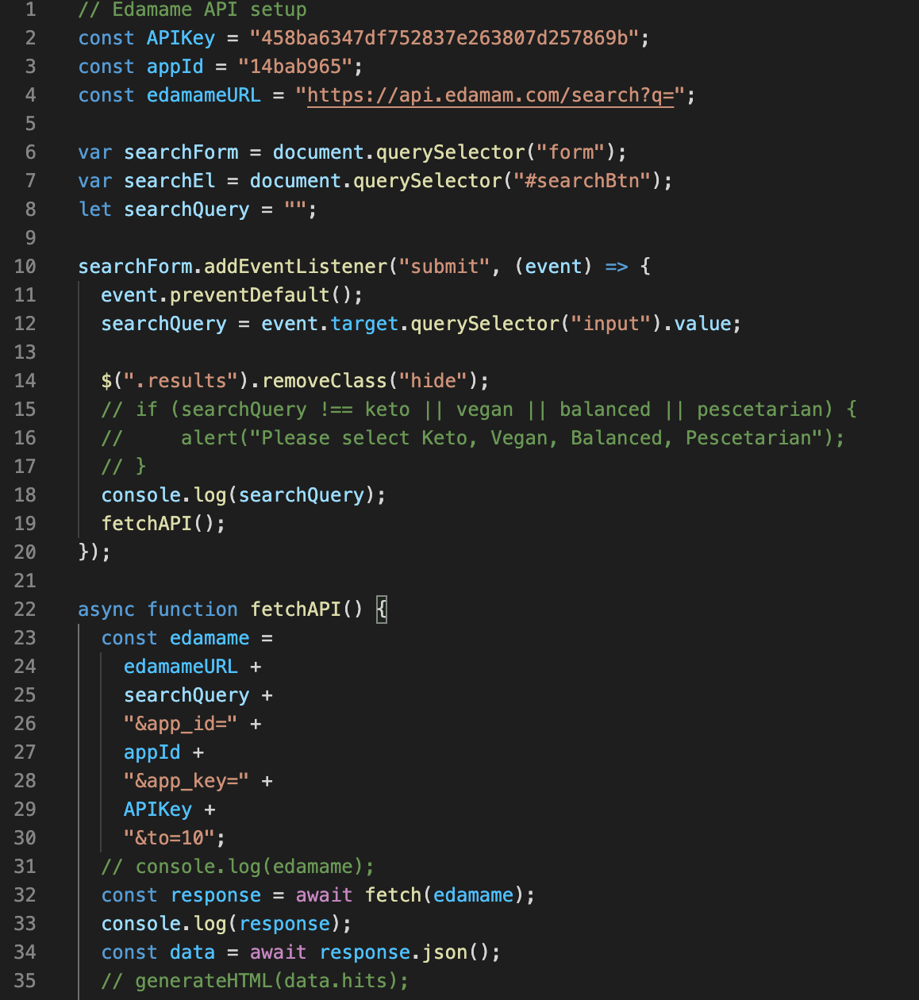 1 // Edamame API setup
2 const APIKey = "458ba6347df752837e263807d257869b";
3 const appId = "14bab965";
4 const edamameURL = "https://api.edamam.com/search?q=";
5
6 var searchForm = document.querySelector("form");
7 var searchEl = document.querySelector("#searchBtn");
8 let searchQuery = "";
9
10 searchForm.addEventListener("submit", (event) => {
11   event.preventDefault();
12   searchQuery = event.target.querySelector("input").value;
13
14   $(".results").removeClass("hide");
15   // if (searchQuery !== keto || vegan || balanced || pescetarian) {
16   //     alert("Please select Keto, Vegan, Balanced, Pescetarian");
17   // }
18   console.log(searchQuery);
19   fetchAPI();
20 });
21
22 async function fetchAPI() {
23   const edamame =
24     edamameURL +
25     searchQuery +
26     "&app_id=" +
27     appId +
28     "&app_key=" +
29     APIKey +
30     "&to=10";
31   // console.log(edamame);
32   const response = await fetch(edamame);
33   console.log(response);
34   const data = await response.json();
35   // generateHTML(data.hits);